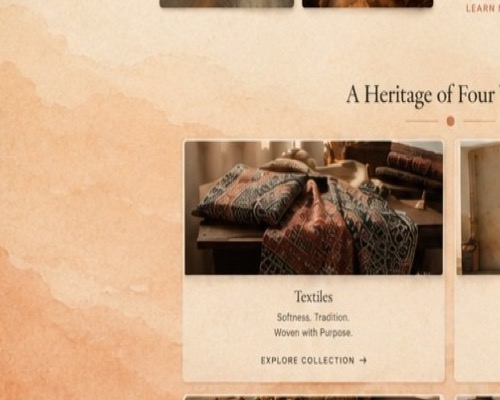 LEARN
A Heritage of Four
Textiles
Softness. Tradition.
Woven with Purpose.
EXPLORE COLLECTION →